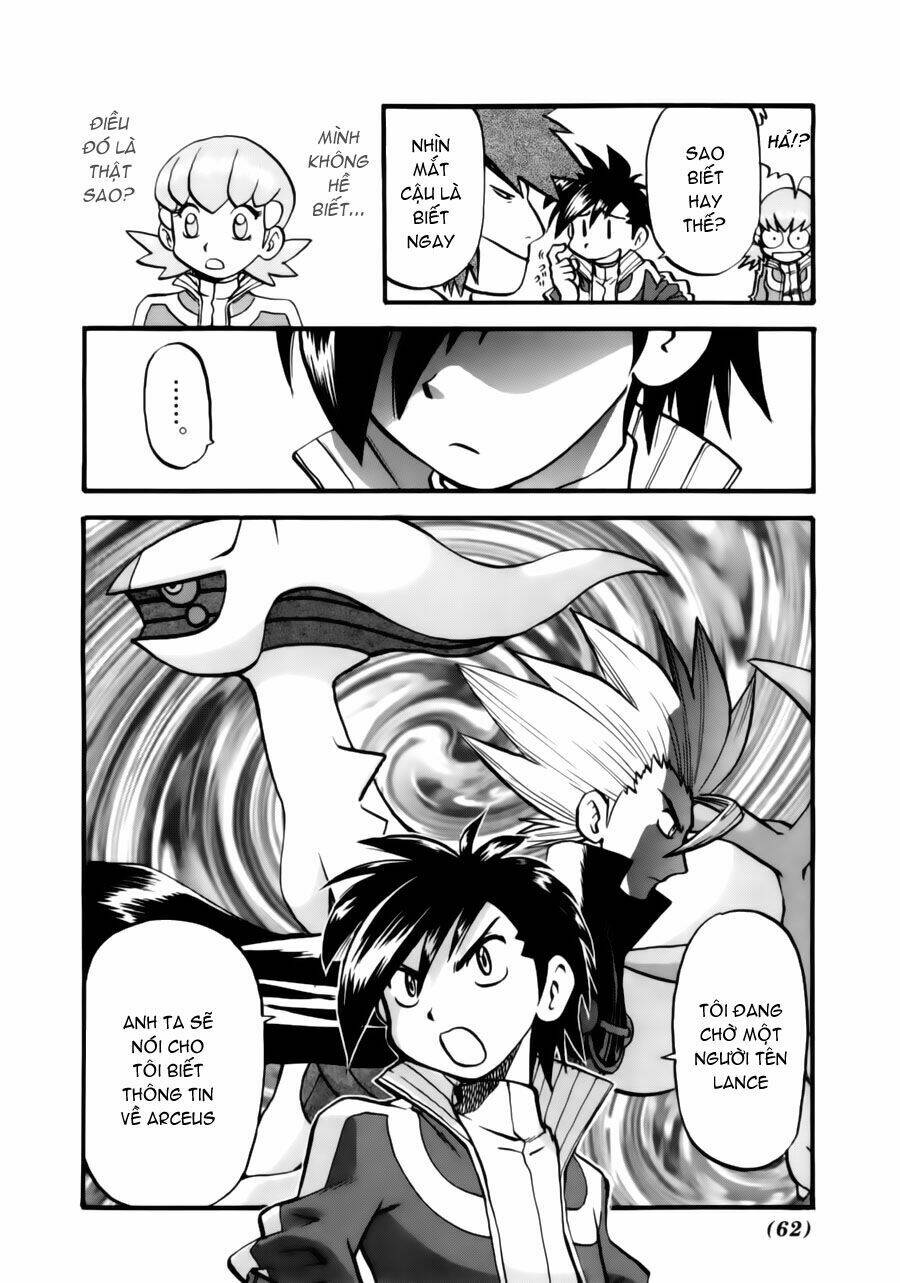 HẢ!?
SAO
BIẾT
HAY
THẾ?
NHÌN
MẮT
CẬU LÀ
BIẾT
NGAY
MÌNH
KHÔNG
HỀ
BIẾT...
ĐIỀU
ĐÓ LÀ
THẬT
SAO?
.......
TÔI ĐANG
CHỜ MỘT
NGƯỜI TÊN
LANCE
ANH TA SẼ
NÓI CHO
TÔI BIẾT
THÔNG TIN
VỀ ARCEUS
(62)